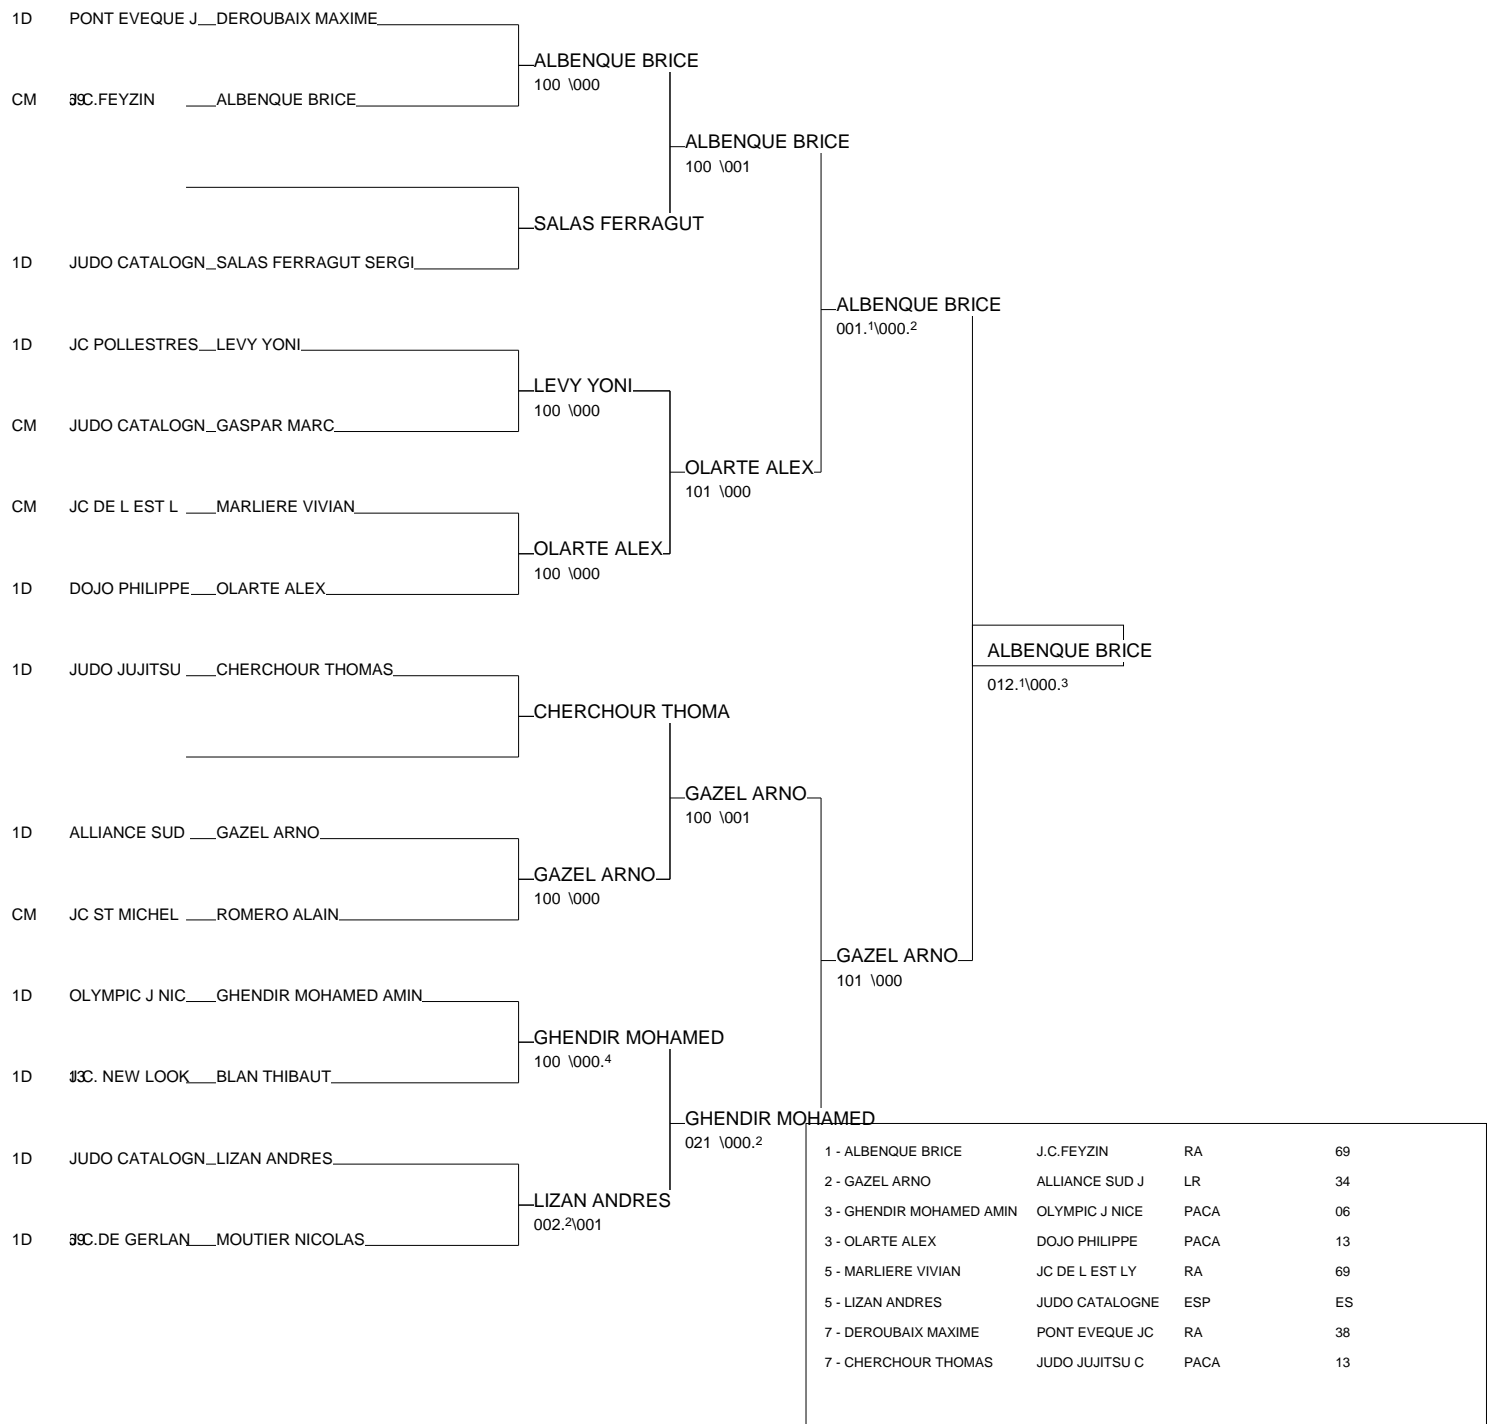 1D PONT EVEQUE J DEROUBAIX MAXIME
ALBENQUE BRICE
100 \000
CM J.C.FEYZIN ALBENQUE BRICE
ALBENQUE BRICE
100 \001
SALAS FERRAGUT
1D JUDO CATALOGN SALAS FERRAGUT SERGI
ALBENQUE BRICE
001.1\000.2
1D JC POLLESTRES LEVY YONI
LEVY YONI
100 \000
CM JUDO CATALOGN GASPAR MARC
OLARTE ALEX
101 \000
CM JC DE L EST L MARLIERE VIVIAN
OLARTE ALEX
100 \000
1D DOJO PHILIPPE OLARTE ALEX
ALBENQUE BRICE
012.1\000.3
1D JUDO JUJITSU CHERCHOUR THOMAS
CHERCHOUR THOMA
GAZEL ARNO
100 \001
1D ALLIANCE SUD GAZEL ARNO
GAZEL ARNO
100 \000
CM JC ST MICHEL ROMERO ALAIN
GAZEL ARNO
101 \000
1D OLYMPIC J NIC GHENDIR MOHAMED AMIN
GHENDIR MOHAMED
100 \000.4
1D J.C. NEW LOOK BLAN THIBAUT
GHENDIR MOHAMED
021 \000.2
1D JUDO CATALOGN LIZAN ANDRES
LIZAN ANDRES
002.2\001
1D J.C.DE GERLAN MOUTIER NICOLAS
1 - ALBENQUE BRICE J.C.FEYZIN RA 69
2 - GAZEL ARNO ALLIANCE SUD J LR 34
3 - GHENDIR MOHAMED AMIN OLYMPIC J NICE PACA 06
3 - OLARTE ALEX DOJO PHILIPPE PACA 13
5 - MARLIERE VIVIAN JC DE L EST LY RA 69
5 - LIZAN ANDRES JUDO CATALOGNE ESP ES
7 - DEROUBAIX MAXIME PONT EVEQUE JC RA 38
7 - CHERCHOUR THOMAS JUDO JUJITSU C PACA 13